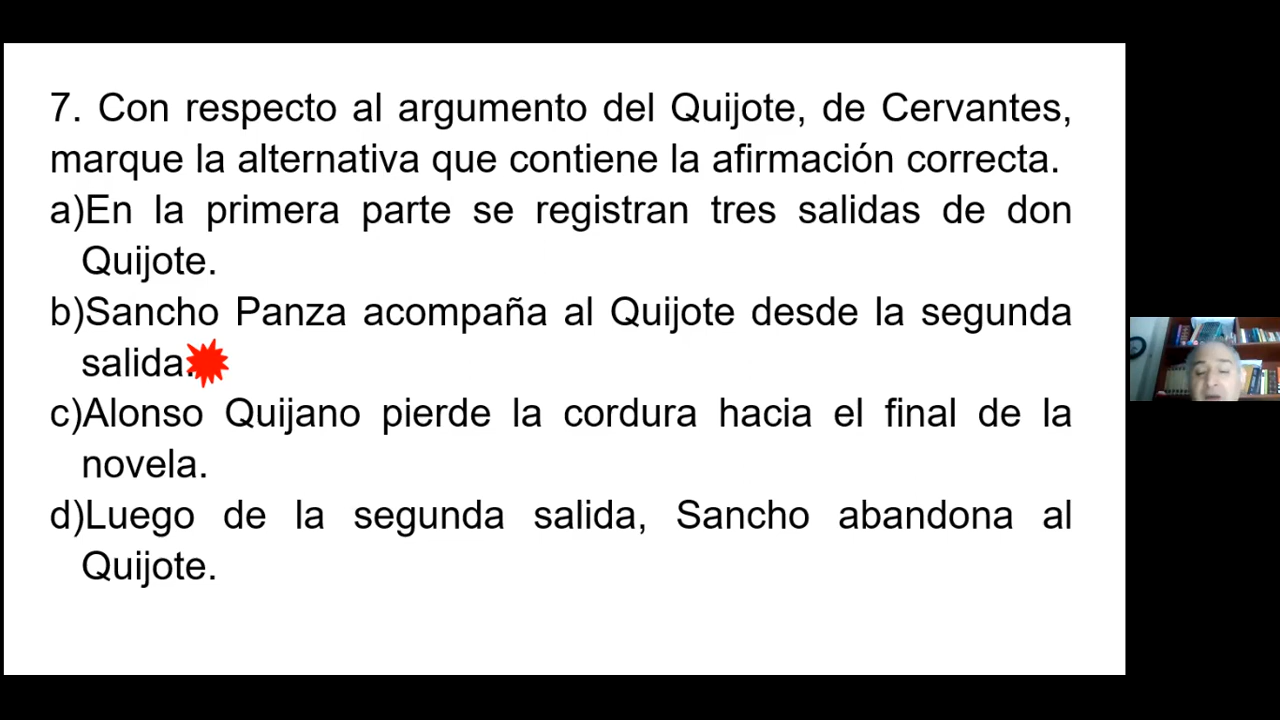 7. Con respecto al argumento del Quijote, de Cervantes,
marque la alternativa que contiene la afirmación correcta.
a)En la primera parte se registran tres salidas de don
Quijote.
b)Sancho Panza acompaña al Quijote desde la segunda
salida.
c)Alonso Quijano pierde la cordura hacia el final de la
novela.
d)Luego de la segunda salida, Sancho abandona al
Quijote.